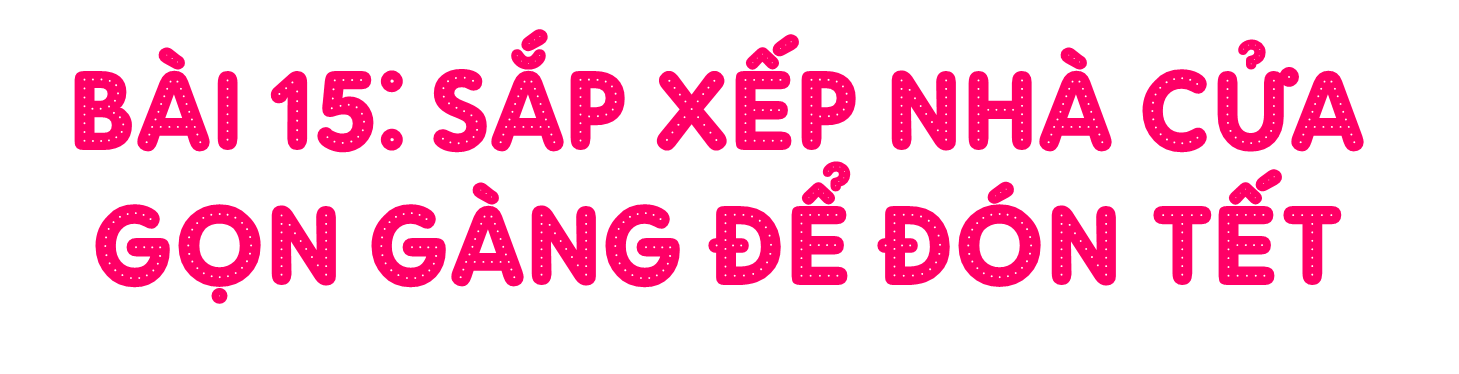 BÀI 15: SẮP XẾP NHÀ CỬA
GỌN GÀNG ĐỂ ĐÓN TẾT